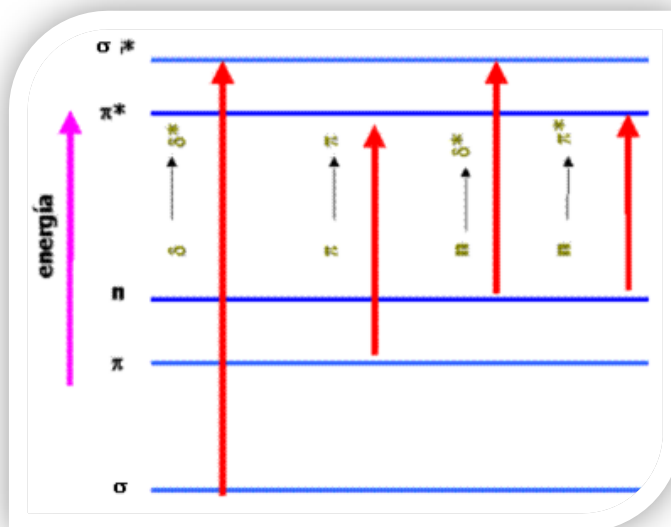 σ *
π*
energía
n
π
σ
δ → δ*
π → π
n → δ*
n → π*